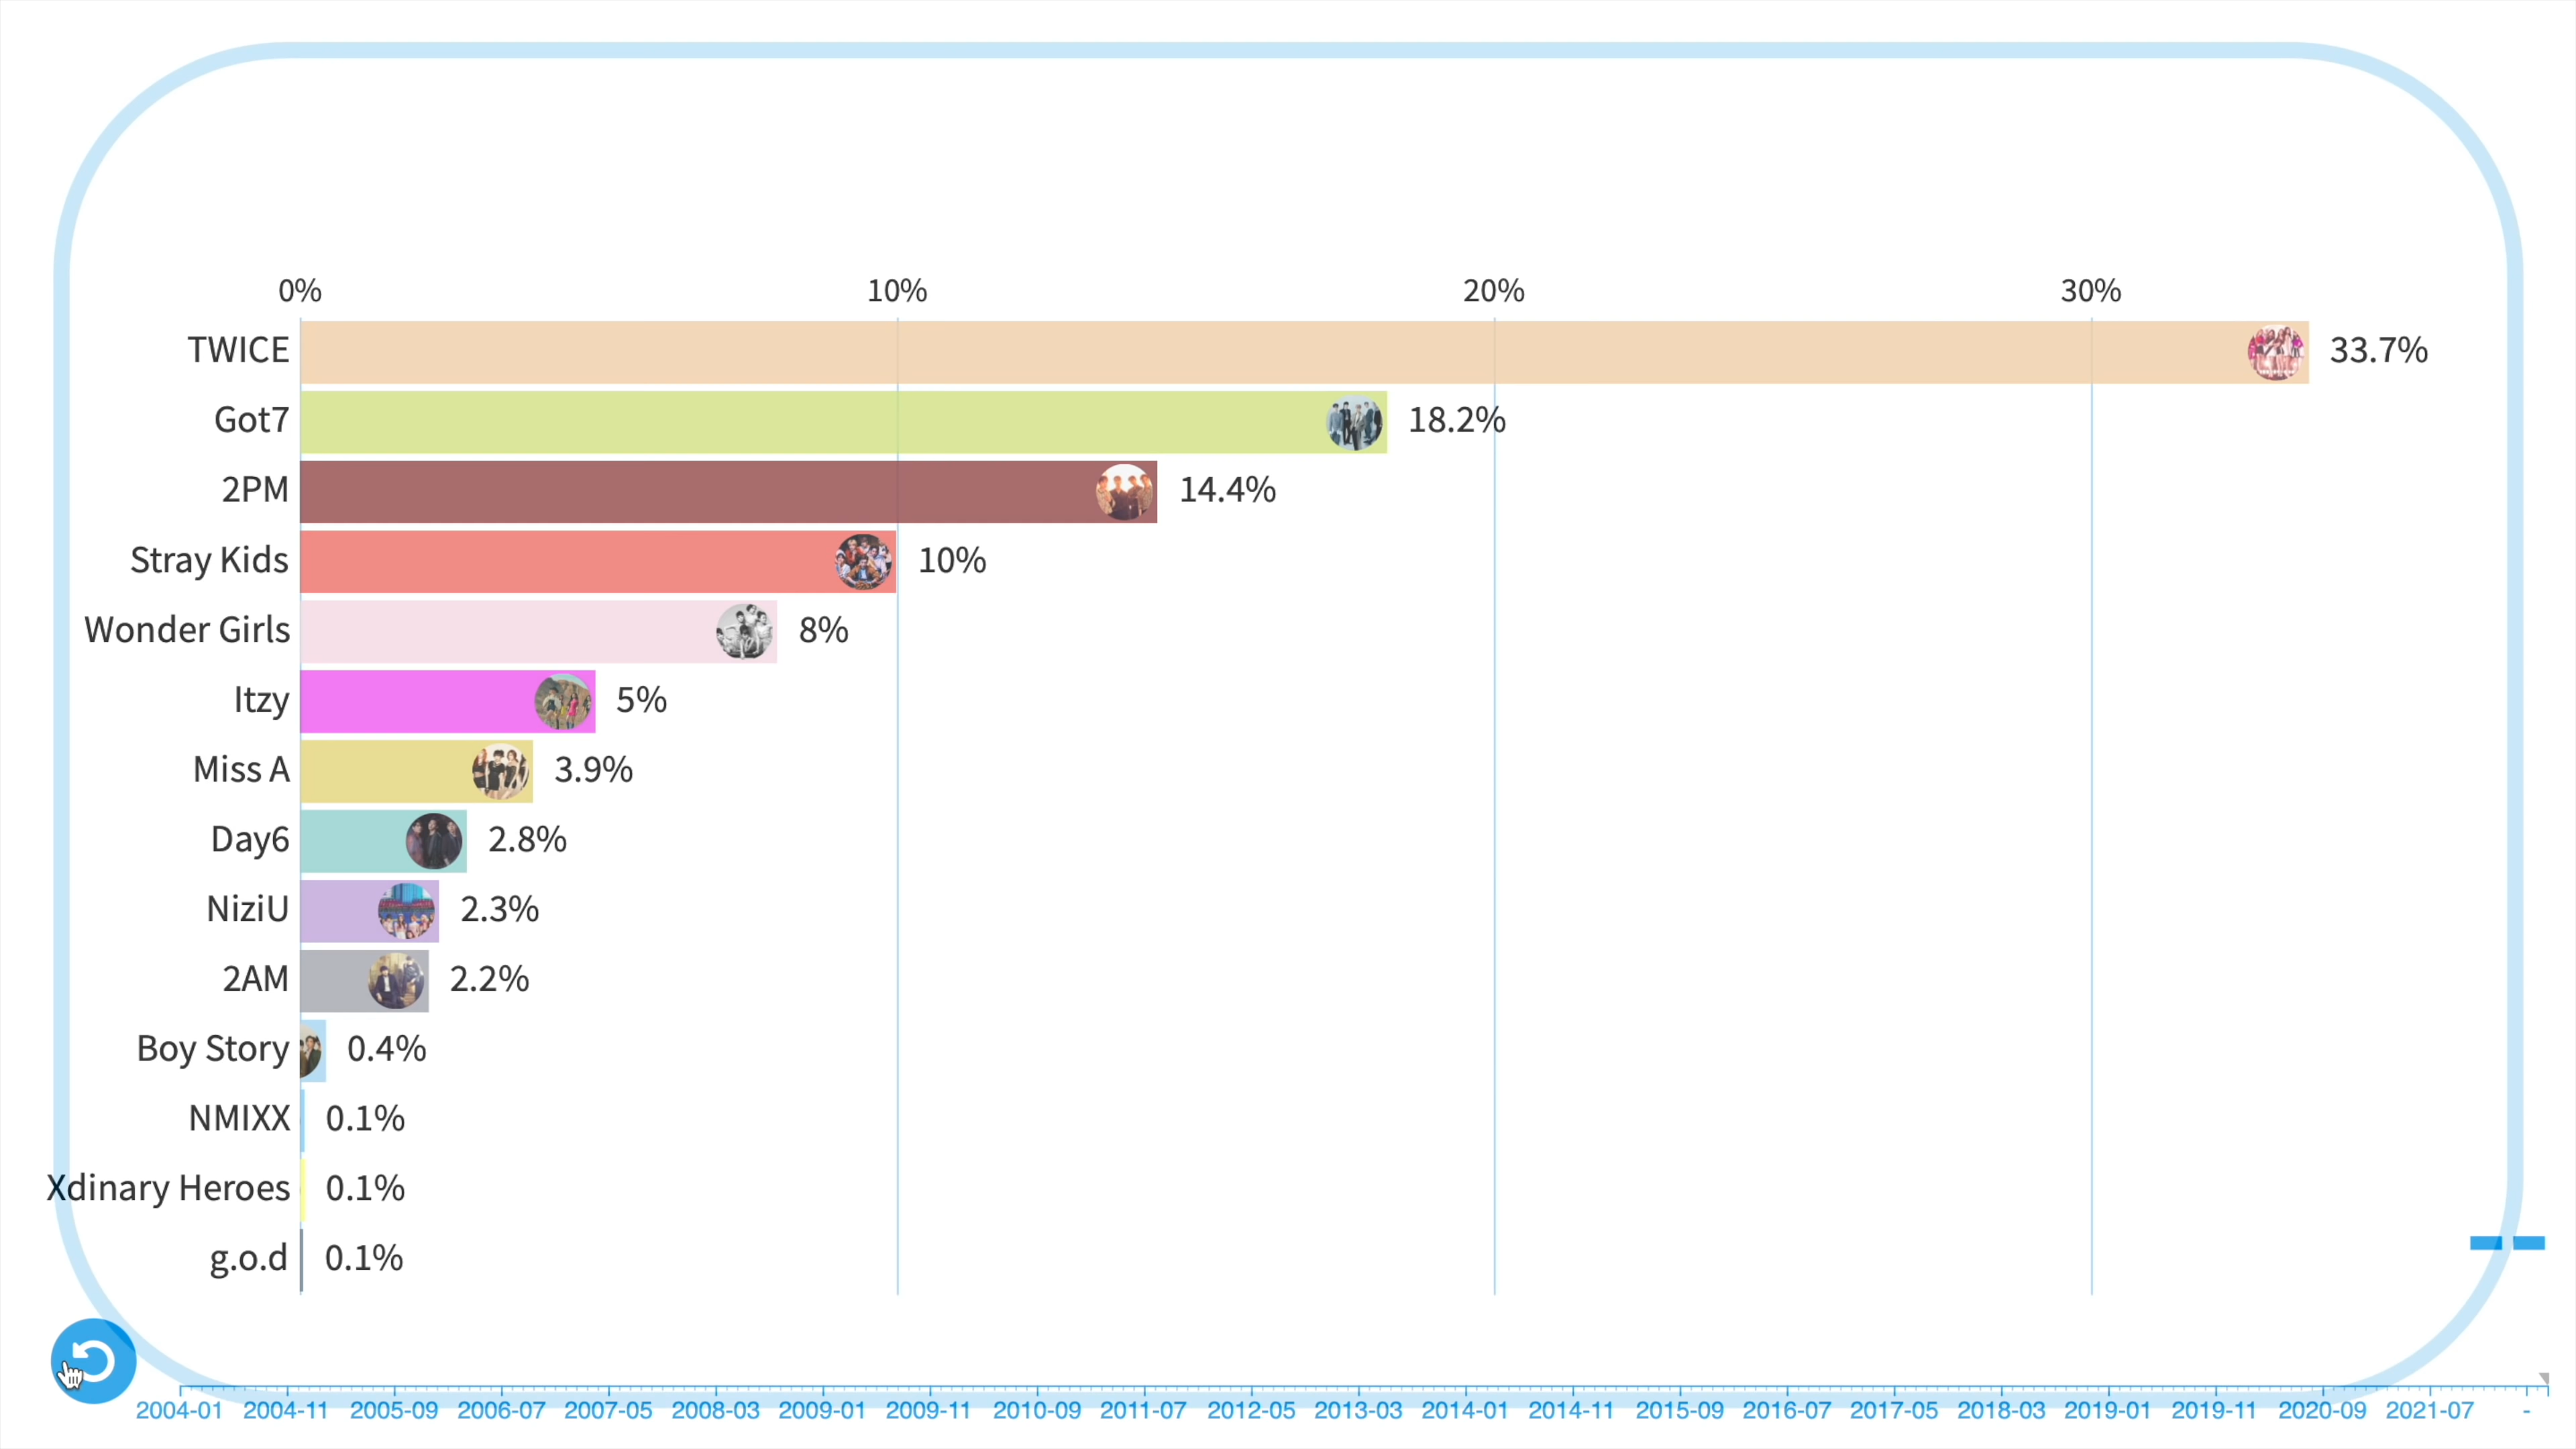 0% 10% 20% 30%
TWICE 33.7%
Got7 18.2%
2PM 14.4%
Stray Kids 10%
Wonder Girls 8%
Itzy 5%
Miss A 3.9%
Day6 2.8%
NiziU 2.3%
2AM 2.2%
Boy Story 0.4%
NMIXX 0.1%
Xdinary Heroes 0.1%
g.o.d 0.1%
--
2004-01 2004-11 2005-09 2006-07 2007-05 2008-03 2009-01 2009-11 2010-09 2011-07 2012-05 2013-03 2014-01 2014-11 2015-09 2016-07 2017-05 2018-03 2019-01 2019-11 2020-09 2021-07 -